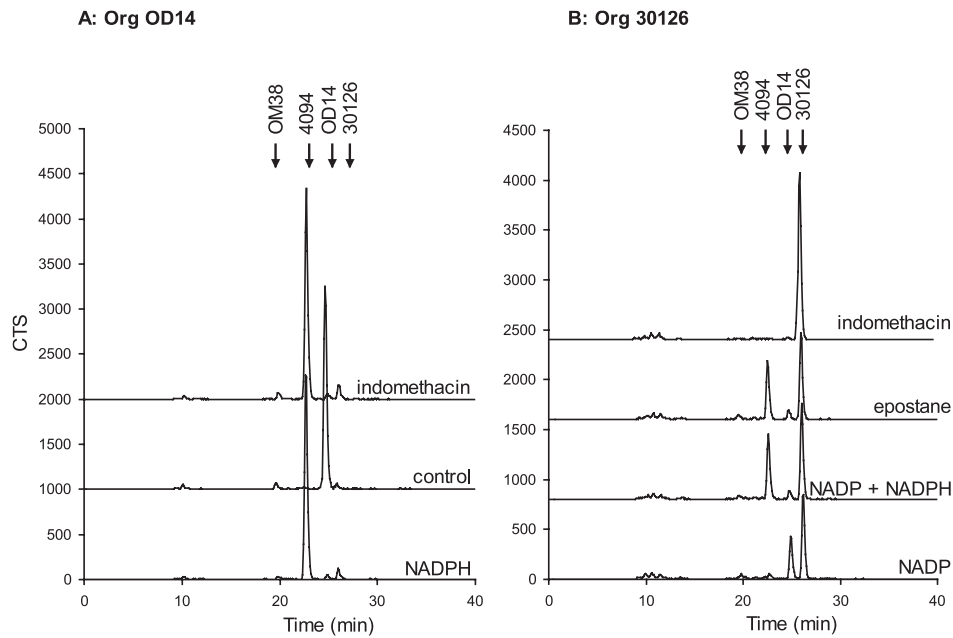 A: Org OD14
OM38
4094
OD14
30126
CTS
5000
4500
4000
3500
3000
2500
2000
1500
1000
500
0
indomethacin
control
NADPH
0 10 20 30 40
Time (min)
B: Org 30126
OM38
4094
OD14
30126
4500
4000
3500
2500
2000
1500
1000
500
0
indomethacin
epostane
NADP + NADPH
NADP
0 10 20 30 40
Time (min)